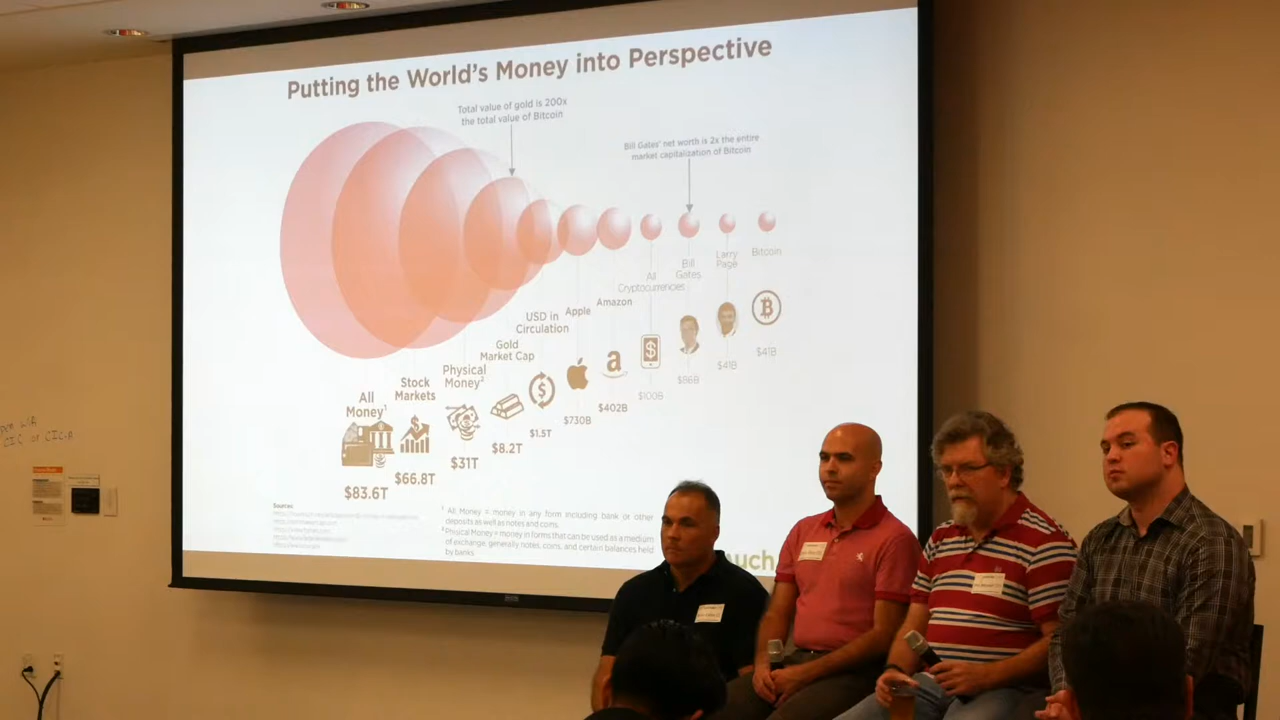 Putting the World's Money into Perspective
Total value of gold is 200x
the total value of Bitcoin
Bill Gates' net worth is 2x the entire
market capitalization of Bitcoin
All
Money¹
$83.6T
Stock
Markets
$66.8T
Physical
Money²
$31T
Gold
Market Cap
$8.2T
USD in
Circulation
$1.5T
Apple
$730B
Amazon
a
$402B
All
Cryptocurrencies
$
$100B
Bill
Gates
$86B
Larry
Page
$41B
Bitcoin
$41B
Sources
¹ All Money = money in any form including bank or other
deposits as well as notes and coins.
² Physical Money = money in forms that can be used as a medium
of exchange, generally notes, coins, and certain balances held
by banks.
uch